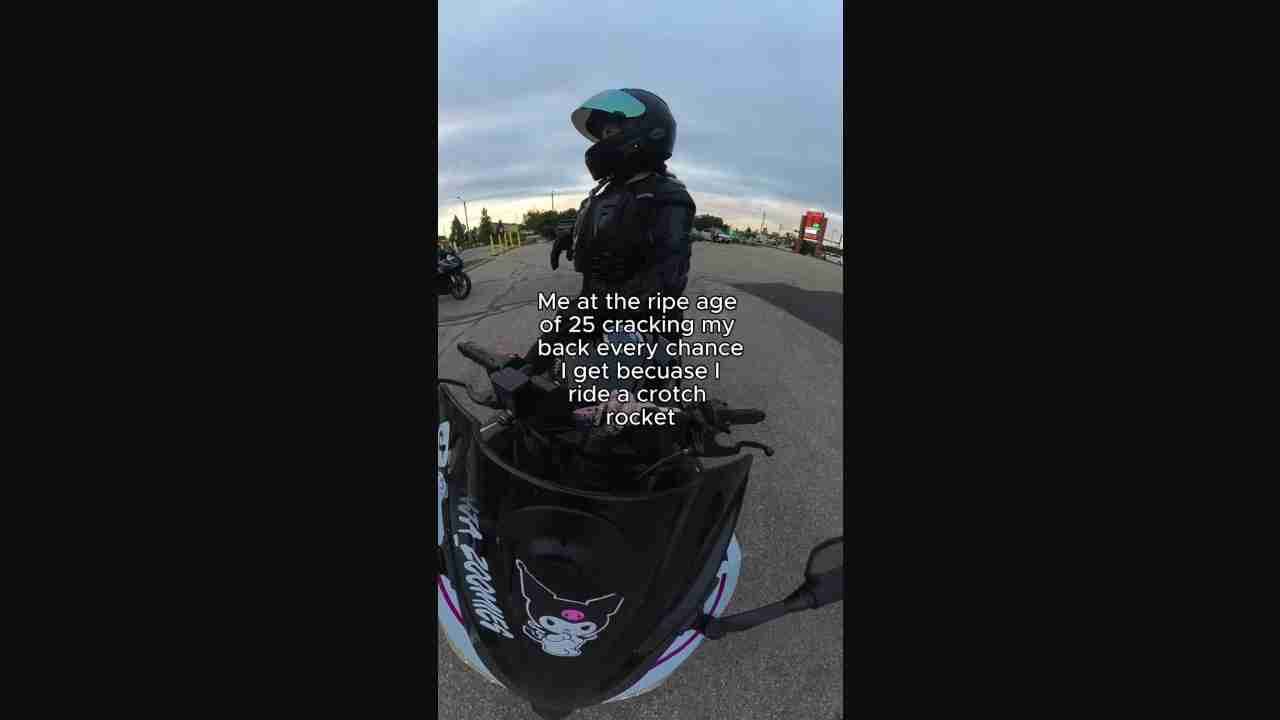 Me at the ripe age
of 25 cracking my
back every chance
I get becuase I
ride a crotch
rocket